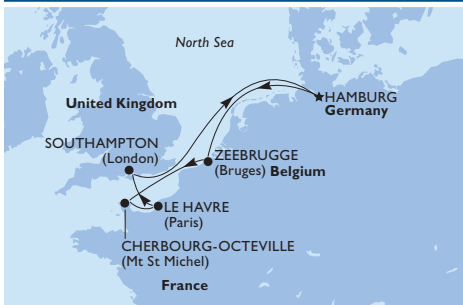 North Sea
HAMBURG
Germany
United Kingdom
SOUTHAMPTON
(London)
ZEEBRUGGE
(Bruges) Belgium
LE HAVRE
(Paris)
CHERBOURG-OCTEVILLE
(Mt St Michel)
France